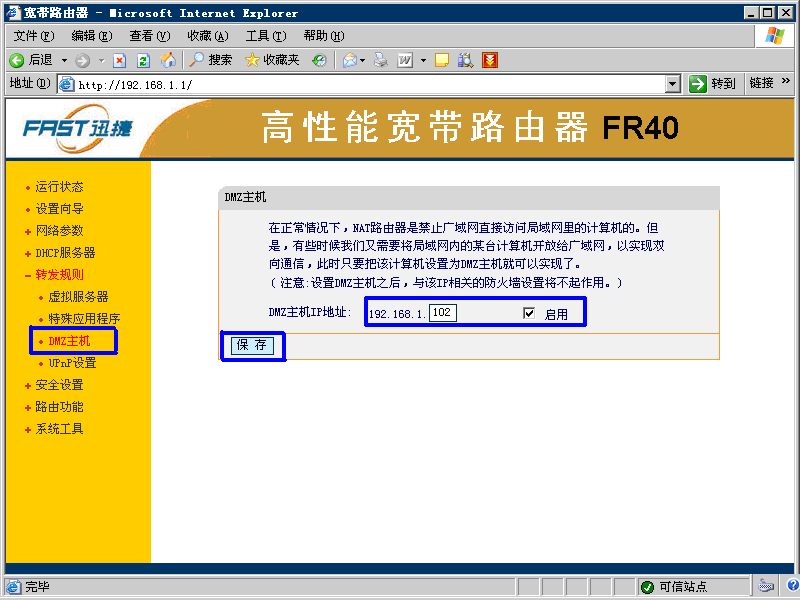 宽带路由器 - Microsoft Internet Explorer
文件(F) 编辑(E) 查看(V) 收藏(A) 工具(T) 帮助(H)
后退 搜索 收藏夹
地址(D) http://192.168.1.1/ 转到 链接 »
FAST迅捷 高性能宽带路由器 FR40
• 运行状态
• 设置向导
+ 网络参数
+ DHCP服务器
− 转发规则
• 虚拟服务器
• 特殊应用程序
• DMZ主机
• UPnP设置
+ 安全设置
+ 路由功能
+ 系统工具
DMZ主机
在正常情况下，NAT路由器是禁止广域网直接访问局域网里的计算机的。但
是，有些时候我们又需要将局域网内的某台计算机开放给广域网，以实现双
向通信，此时只要把该计算机设置为DMZ主机就可以实现了。
（注意:设置DMZ主机之后，与该IP相关的防火墙设置将不起作用。）
DMZ主机IP地址: 192.168.1.102 启用
保 存
完毕 可信站点